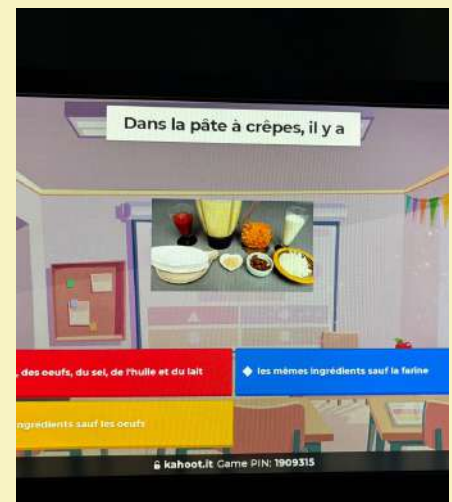 Dans la pâte à crêpes, il y a
, des oeufs, du sel, de l'huile et du lait
les mêmes ingrédients sauf la farine
ingrédients sauf les oeufs
kahoot.it Game PIN: 1909315